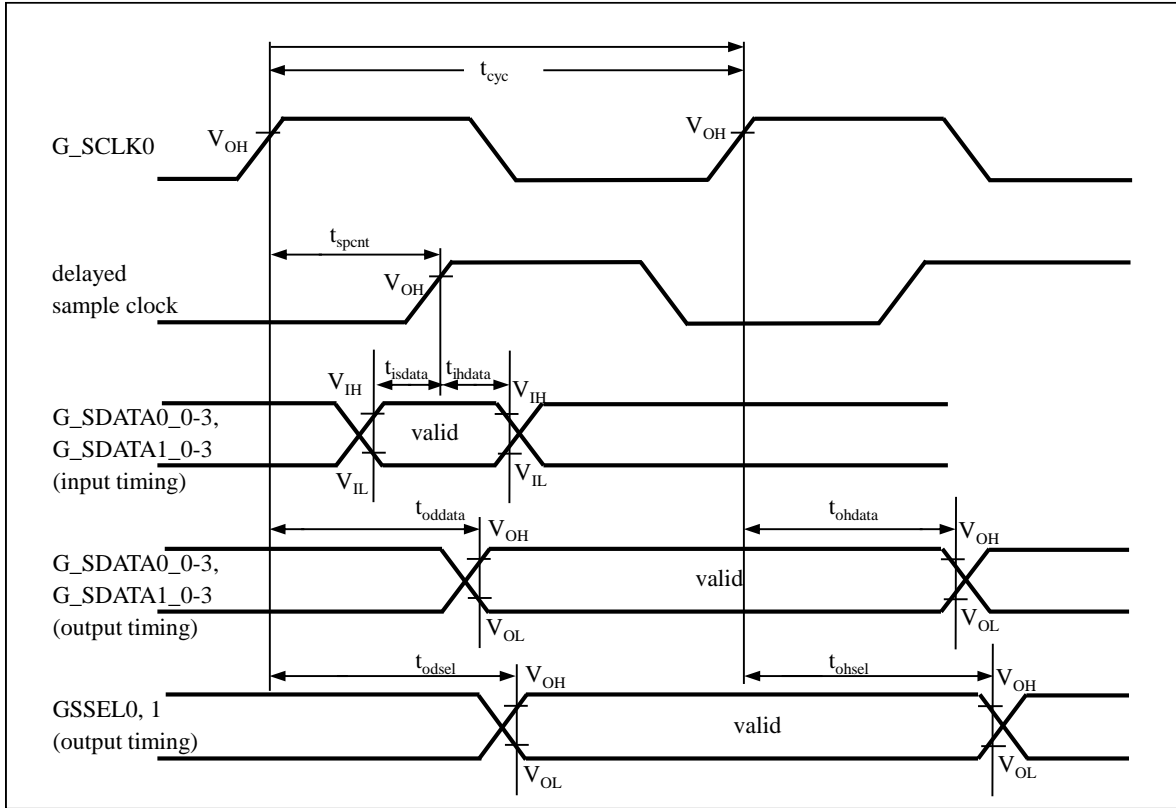 tcyc
G_SCLK0
VOH
VOH
tspcnt
delayed
sample clock
VOH
tisdata
tihdata
VIH
VIH
G_SDATA0_0-3,
G_SDATA1_0-3
(input timing)
valid
VIL
VIL
toddata
tohdata
VOH
VOH
G_SDATA0_0-3,
G_SDATA1_0-3
(output timing)
valid
VOL
VOL
todsel
tohsel
VOH
VOH
GSSEL0, 1
(output timing)
valid
VOL
VOL